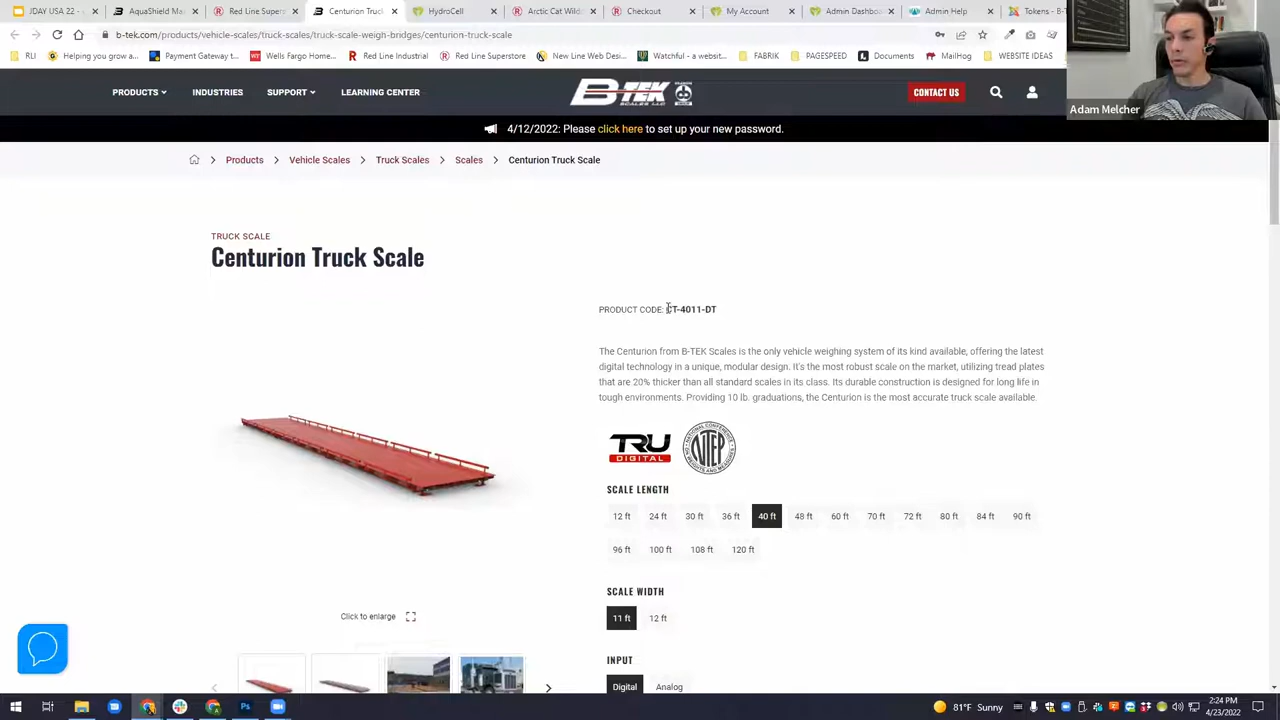 JDAY USA 22 -
AquaShield Ma
Red Line Supers
Centurion Truck
HydroCell
Arctic Cat Wild
Checkout
My Account
Admin Dashbo
Admin Help
Tokens - B-T
b-tek.com/products/vehicle-scales/truck-scales/truck-scale-weighbridges/centurion-truck-scale
RLI
Helping you grow a...
Payment Gateway t...
Wells Fargo Home...
Red Line Industries
Red Line Superstore
New Line Web Desi...
Watchful - a websit...
FABRIK
PAGESPEED
Documents
MailHog
WEBSITE IDEAS
Adam Melcher
PRODUCTS
INDUSTRIES
SUPPORT
LEARNING CENTER
B-TEK
SCALES LLC
CONTACT US
4/12/2022: Please click here to set up your new password.
Products > Vehicle Scales > Truck Scales > Scales > Centurion Truck Scale
TRUCK SCALE
Centurion Truck Scale
PRODUCT CODE: CT-4011-DT
The Centurion from B-TEK Scales is the only vehicle weighing system of its kind available, offering the latest
digital technology in a unique, modular design. It's the most robust scale on the market, utilizing tread plates
that are 20% thicker than all standard scales in its class. Its durable construction is designed for long life in
tough environments. Providing 10 lb. graduations, the Centurion is the most accurate truck scale available.
TRU
DIGITAL
NTEP
SCALE LENGTH
12 ft 24 ft 30 ft 36 ft 40 ft 48 ft 60 ft 70 ft 72 ft 80 ft 84 ft 90 ft
96 ft 100 ft 108 ft 120 ft
SCALE WIDTH
11 ft 12 ft
Click to enlarge
INPUT
Digital Analog
81°F Sunny
2:24 PM
4/23/2022